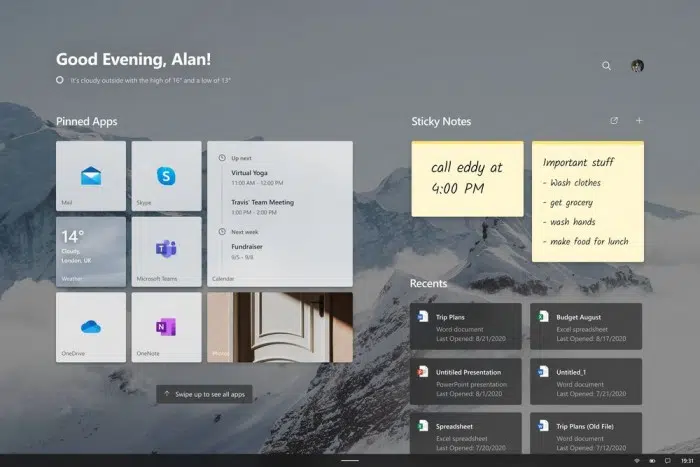 Good Evening, Alan!
It's cloudy outside with the high of 16° and a low of 13°
Pinned Apps
Mail
Skype
Up next
Virtual Yoga
11:00 AM - 12:00 PM
Travis' Team Meeting
1:00 PM - 2:00 PM
Next week
Fundraiser
9/5 - 9/8
Calendar
14°
Cloudy,
London, UK
Weather
Microsoft Teams
OneDrive
OneNote
Photos
Swipe up to see all apps
Sticky Notes
call eddy at
4:00 PM
Important stuff
- Wash clothes
- get grocery
- wash hands
- make food for lunch
Recents
Trip Plans
Word document
Last Opened: 8/21/2020
Budget August
Excel spreadsheet
Last Opened: 8/17/2020
Untitled Presentation
PowerPoint presentation
Last Opened: 8/1/2020
Untitled_1
Word document
Last Opened: 7/21/2020
Spreadsheet
Excel spreadsheet
Last Opened: 7/20/2020
Trip Plans (Old File)
Word document
Last Opened: 7/12/2020
19:31